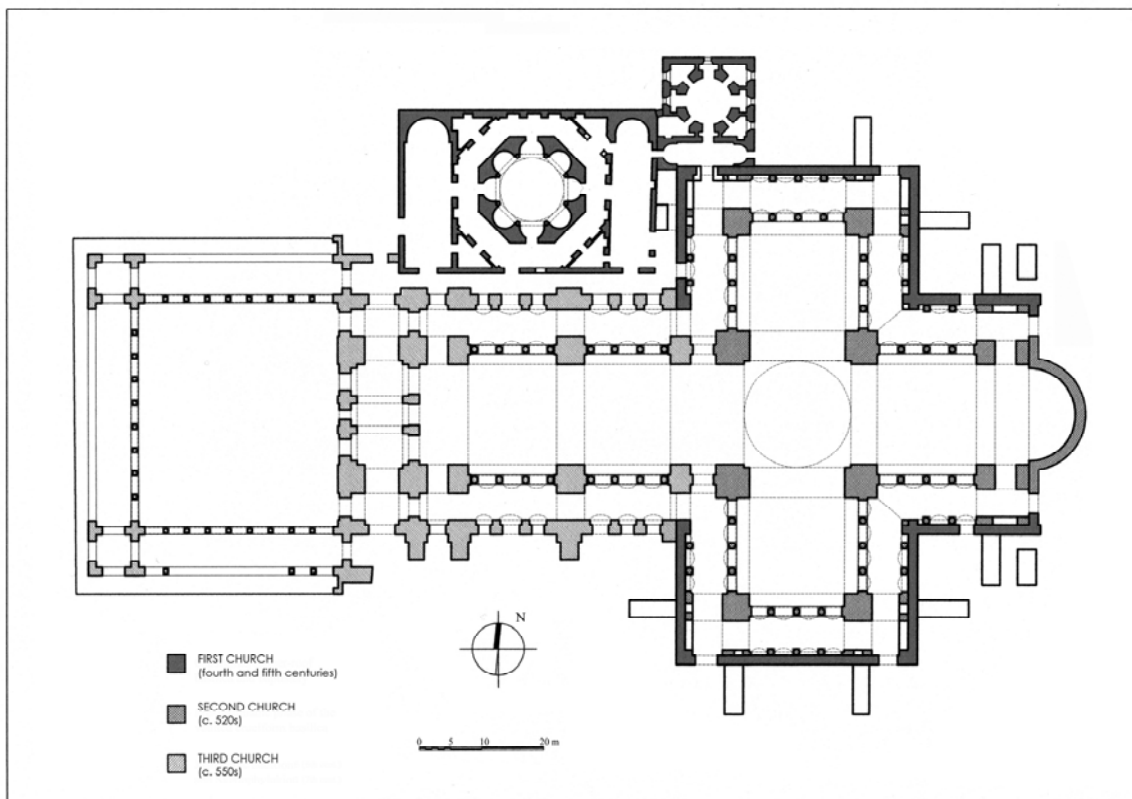 N
FIRST CHURCH
(fourth and fifth centuries)
SECOND CHURCH
(c. 520s)
THIRD CHURCH
(c. 550s)
0 5 10 20 m